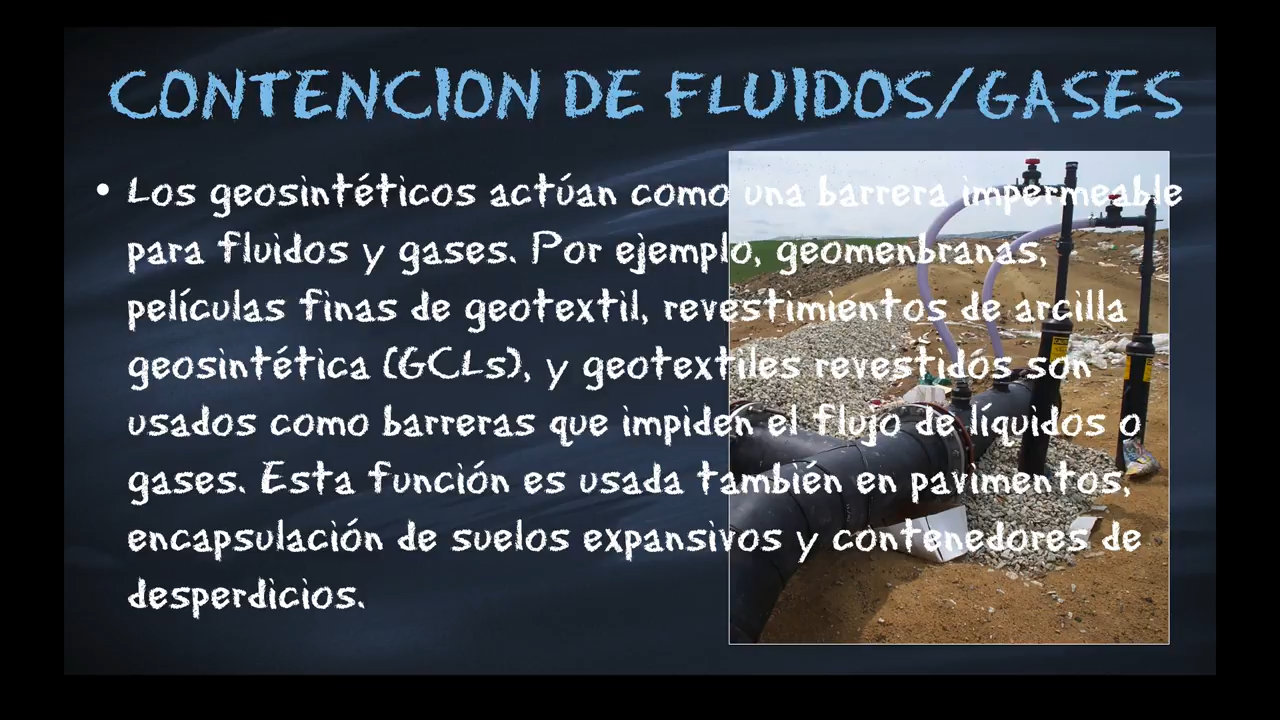 CONTENCION DE FLUIDOS/GASES
• Los geosintéticos actúan como una barrera impermeable
para fluidos y gases. Por ejemplo, geomenbranas,
películas finas de geotextil, revestimientos de arcilla
geosintética (GCLs), y geotextiles revestidós son
usados como barreras que impiden el flujo de líquidos o
gases. Esta función es usada también en pavimentos,
encapsulación de suelos expansivos y contenedores de
desperdicios.